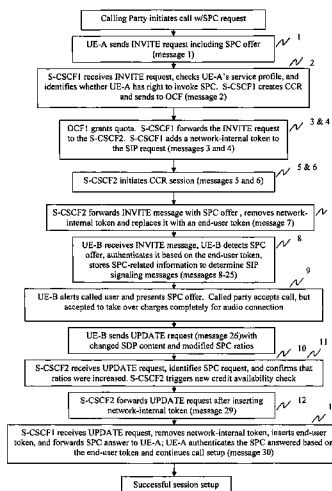 Calling Party initiates call w/SPC request
1
UE-A sends INVITE request including SPC offer
(message 1)
2
S-CSCF1 receives INVITE request, checks UE-A's service profile, and
identifies whether UE-A has right to invoke SPC. S-CSCF1 creates CCR
and sends to OCF (message 2)
3 & 4
OCF1 grants quota. S-CSCF1 forwards the INVITE request
to the S-CSCF2. S-CSCF1 adds a network-internal token to
the SIP request (messages 3 and 4)
5 & 6
S-CSCF2 initiates CCR session (messages 5 and 6)
S-CSCF2 forwards INVITE message with SPC offer , removes network-
internal token and replaces it with an end-user token (message 7)
7
8
UE-B receives INVITE message, UE-B detects SPC
offer, authenticates it based on the end-user token,
stores SPC-related information to determine SIP
signaling messages (messages 8-25)
9
UE-B alerts called user and presents SPC offer. Called party accepts call, but
accepted to take over charges completely for audio connection
UE-B sends UPDATE request (message 26)with
changed SDP content and modified SPC ratios
10
11
S-CSCF2 receives UPDATE request, identifies SPC request, and confirms that
ratios were increased. S-CSCF2 triggers new credit availability check
12
S-CSCF2 forwards UPDATE request after inserting
network-internal token (message 29)
1
S-CSCF1 receives UPDATE request, removes network-internal token, inserts end-user
token, and forwards SPC answer to UE-A; UE-A authenticates the SPC answered based on
the end-user token and continues call setup (message 30)
Successful session setup